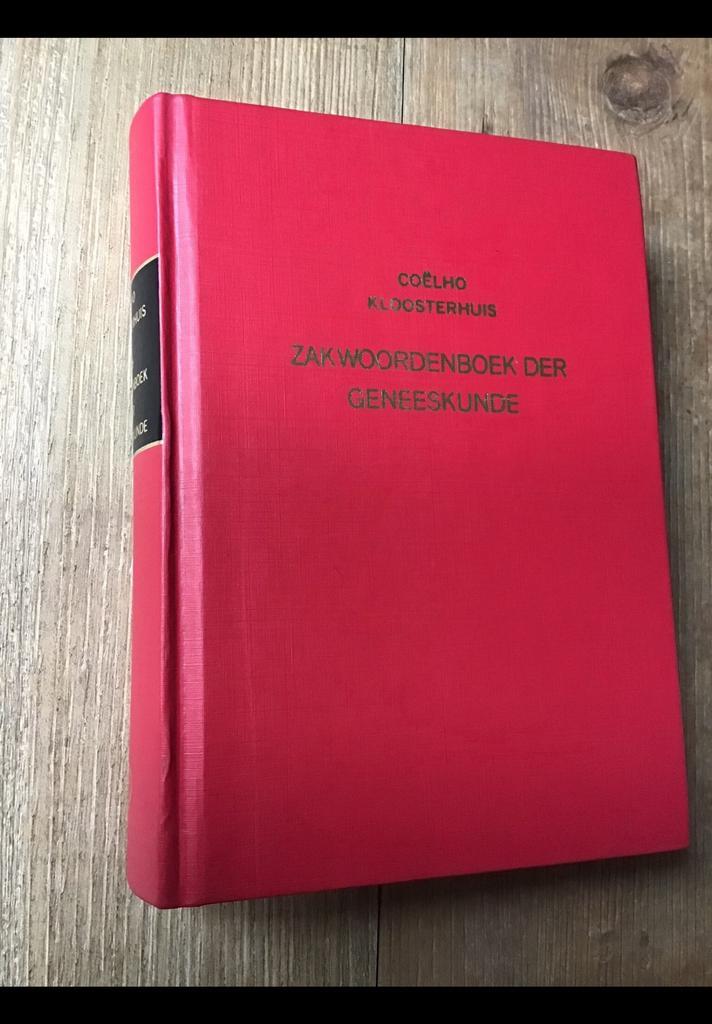 COËLHO
KLOOSTERHUIS
ZAKWOORDENBOEK DER
GENEESKUNDE